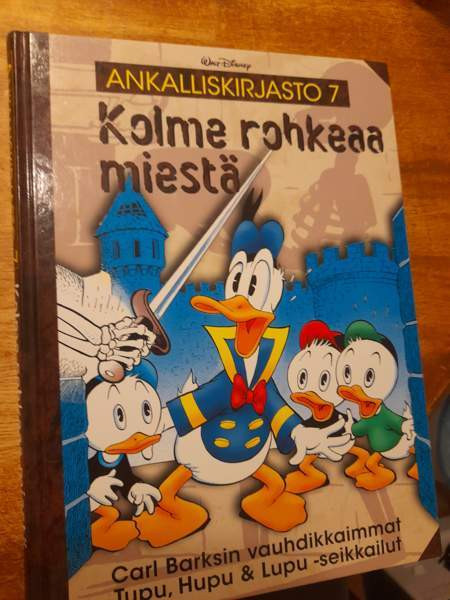 Walt Disney
ANKALLISKIRJASTO 7
Kolme rohkeaa
miestä
Carl Barksin vauhdikkaimmat
Tupu, Hupu & Lupu -seikkailut